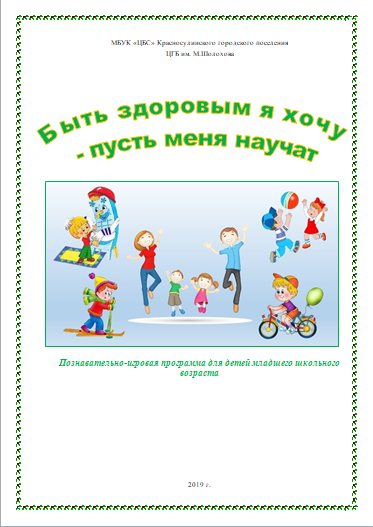 МБУК «ЦБС» Красносулинского городского поселения
ЦГБ им. М.Шолохова
Быть здоровым я хочу
- пусть меня научат
Познавательно-игровая программа для детей младшего школьного
возраста
2019 г.